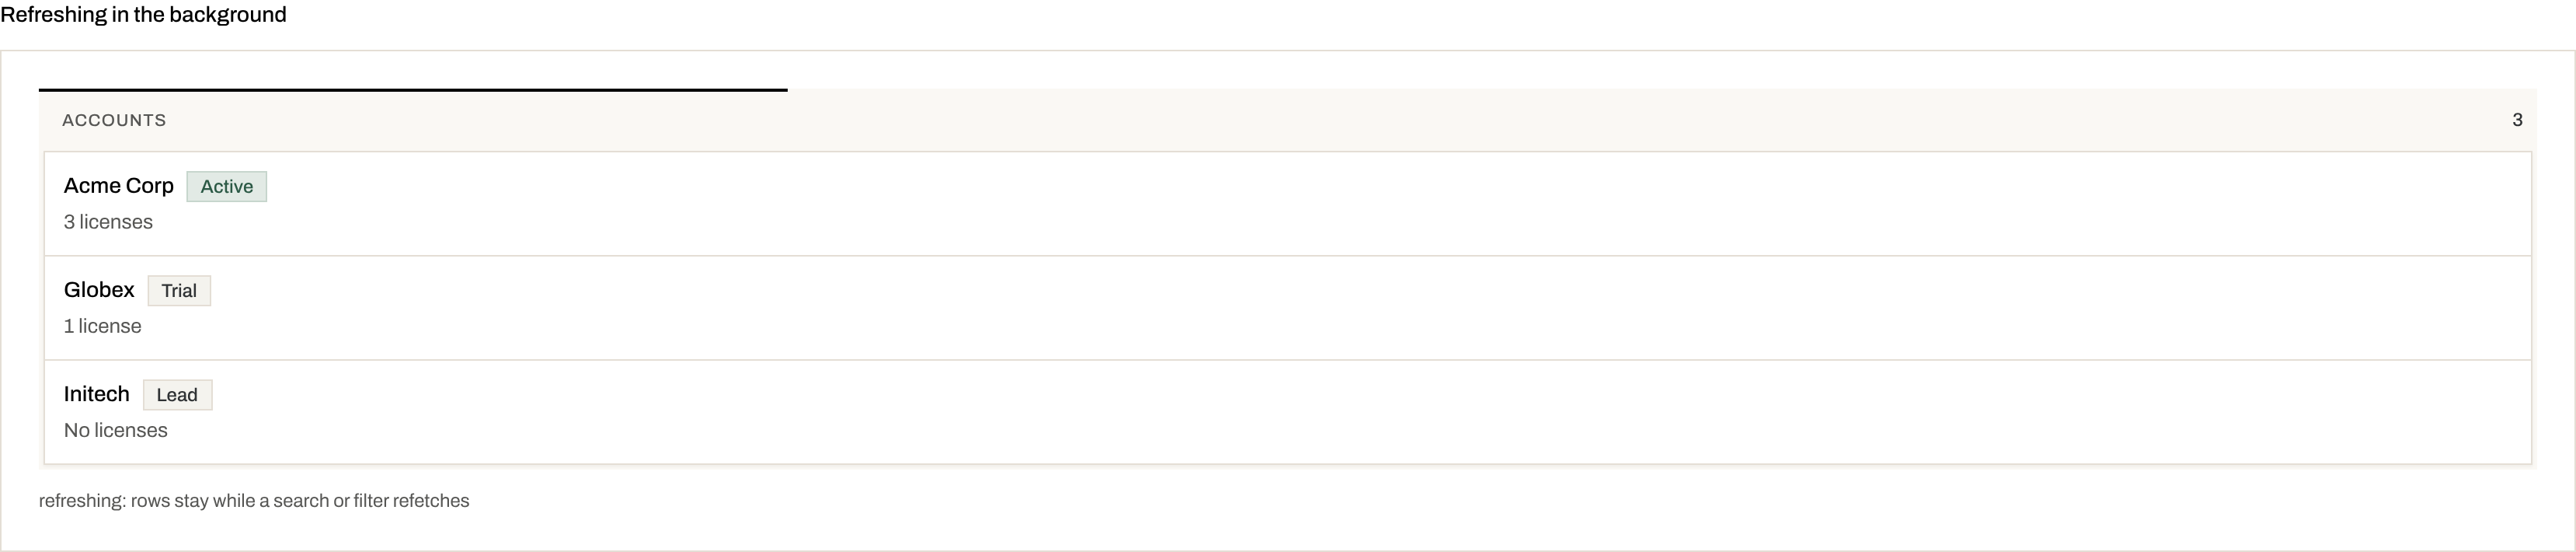 Refreshing in the background
ACCOUNTS 3
Acme Corp Active
3 licenses
Globex Trial
1 license
Initech Lead
No licenses
refreshing: rows stay while a search or filter refetches